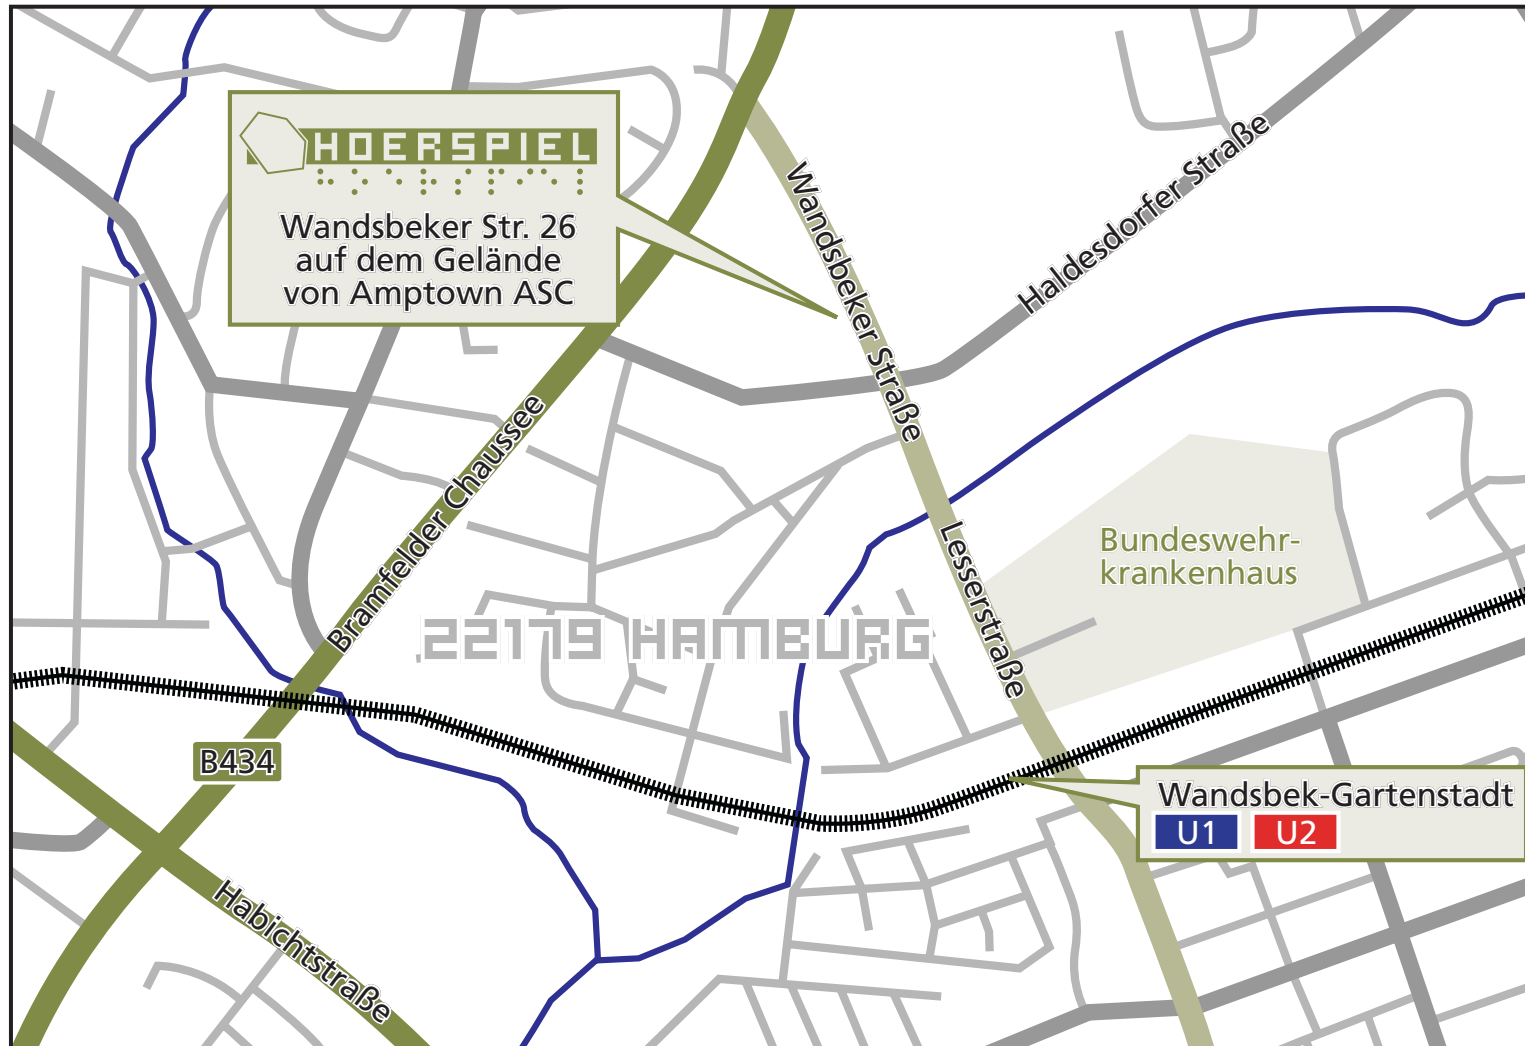 HOERSPIEL
Wandsbeker Str. 26
auf dem Gelände
von Amptown ASC
Wandsbeker Straße
Haldesdorfer Straße
Bramfelder Chaussee
Bundeswehr-
krankenhaus
Lesserstraße
22179 HAMBURG
B434
Wandsbek-Gartenstadt
U1 U2
Habichtstraße